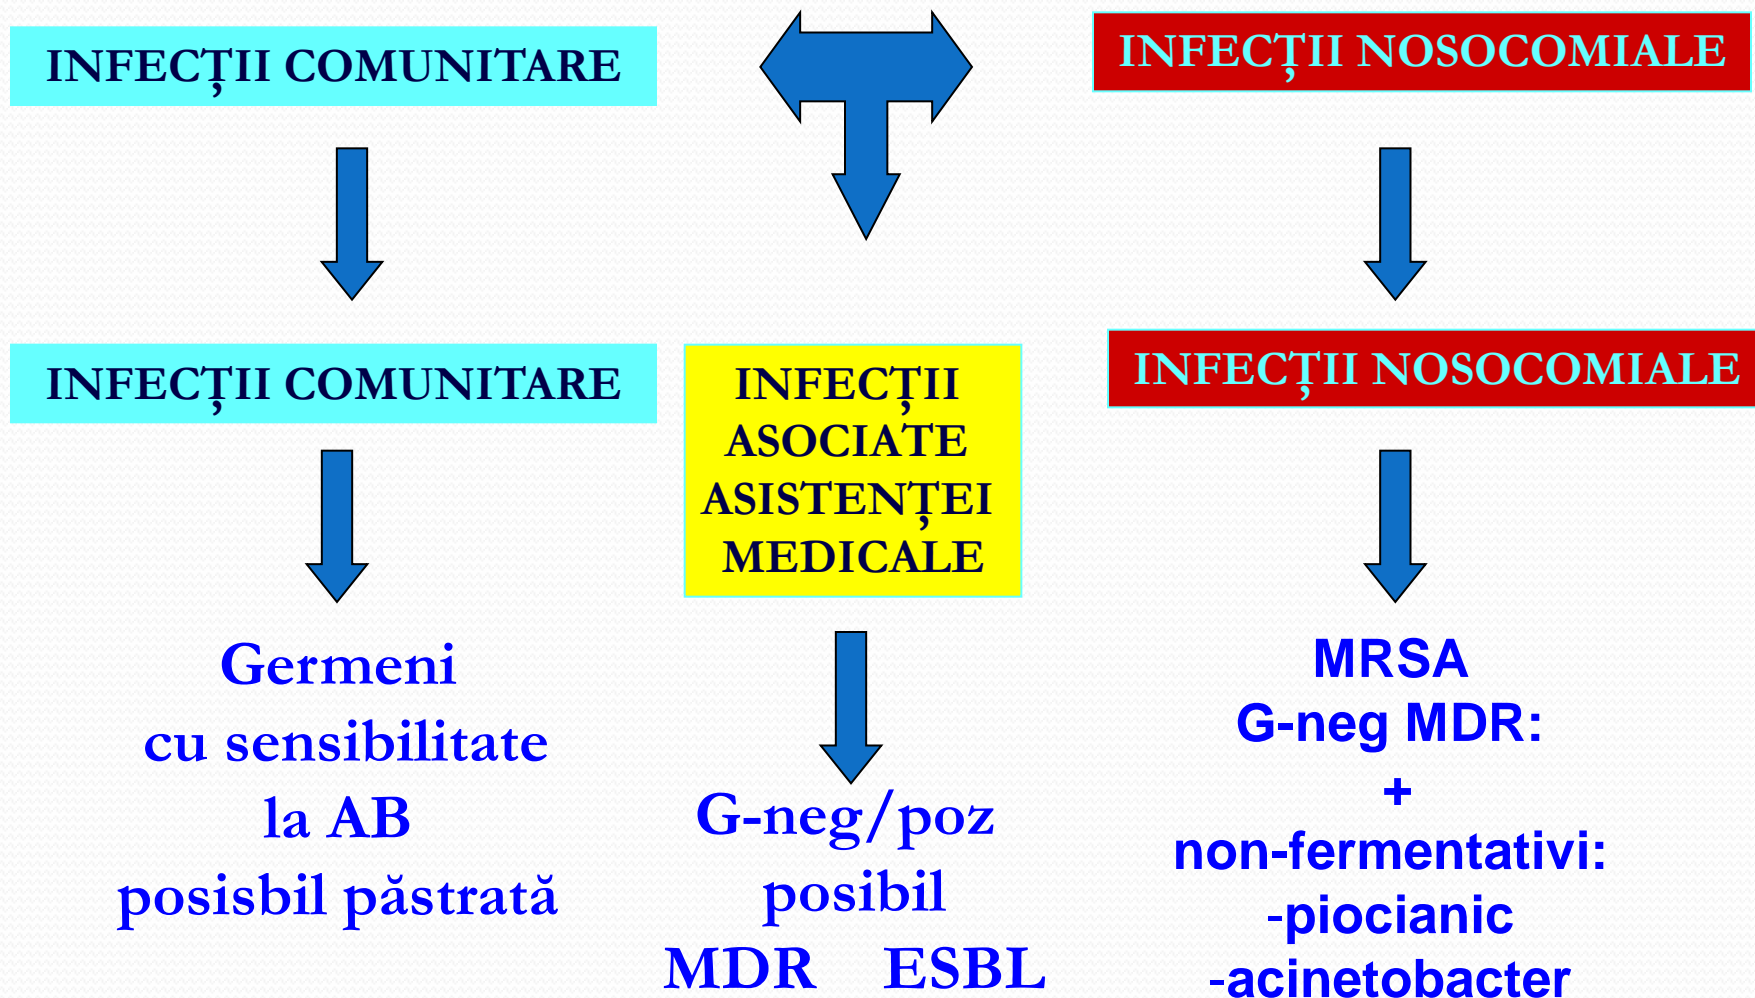 INFECȚII COMUNITARE
INFECȚII NOSOCOMIALE
INFECȚII COMUNITARE
INFECȚII
ASOCIATE
ASISTENȚEI
MEDICALE
INFECȚII NOSOCOMIALE
Germeni
cu sensibilitate
la AB
posisbil păstrată
G-neg/poz
posibil
MDR ESBL
MRSA
G-neg MDR:
+
non-fermentativi:
-piocianic
-acinetobacter